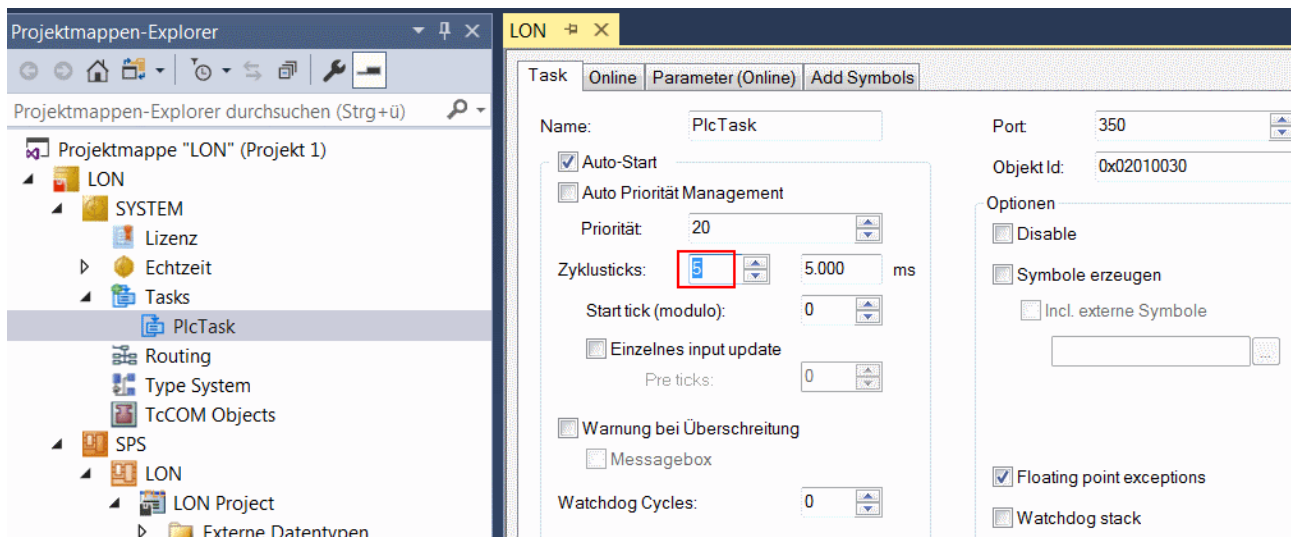 Projektmappen-Explorer
Projektmappen-Explorer durchsuchen (Strg+ü)
Projektmappe "LON" (Projekt 1)
LON
SYSTEM
Lizenz
Echtzeit
Tasks
PlcTask
Routing
Type System
TcCOM Objects
SPS
LON
LON Project
Externe Datentypen
LON
Task Online Parameter (Online) Add Symbols
Name: PlcTask
Auto-Start
Auto Priorität Management
Priorität: 20
Zyklusticks: 5 5.000 ms
Start tick (modulo): 0
Einzelnes input update
Pre ticks: 0
Warnung bei Überschreitung
Messagebox
Watchdog Cycles: 0
Port: 350
Objekt Id: 0x02010030
Optionen
Disable
Symbole erzeugen
Incl. externe Symbole
...
Floating point exceptions
Watchdog stack